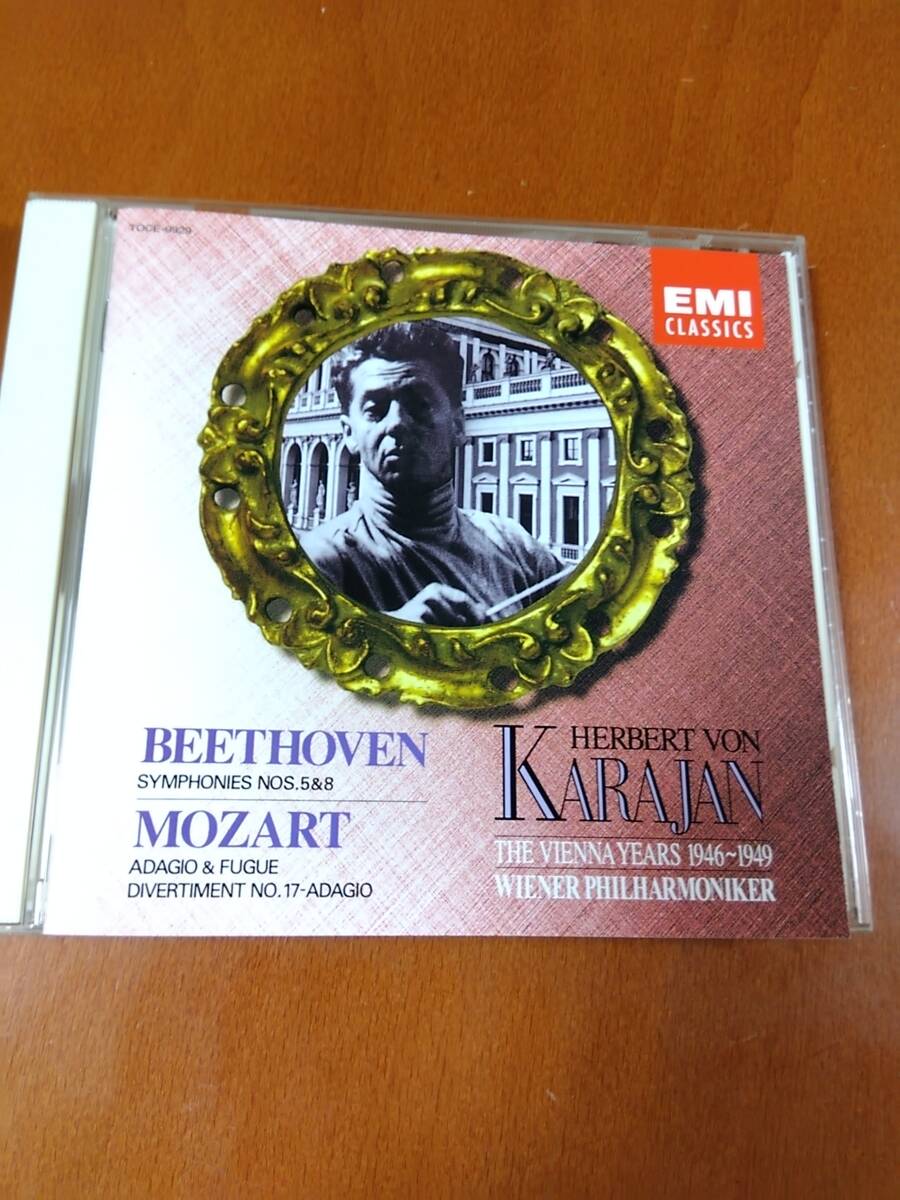 TOCE-9929
EMI
CLASSICS
BEETHOVEN
SYMPHONIES NOS.5&8
MOZART
ADAGIO & FUGUE
DIVERTIMENT NO.17-ADAGIO
HERBERT VON
KARAJAN
THE VIENNA YEARS 1946~1949
WIENER PHILHARMONIKER